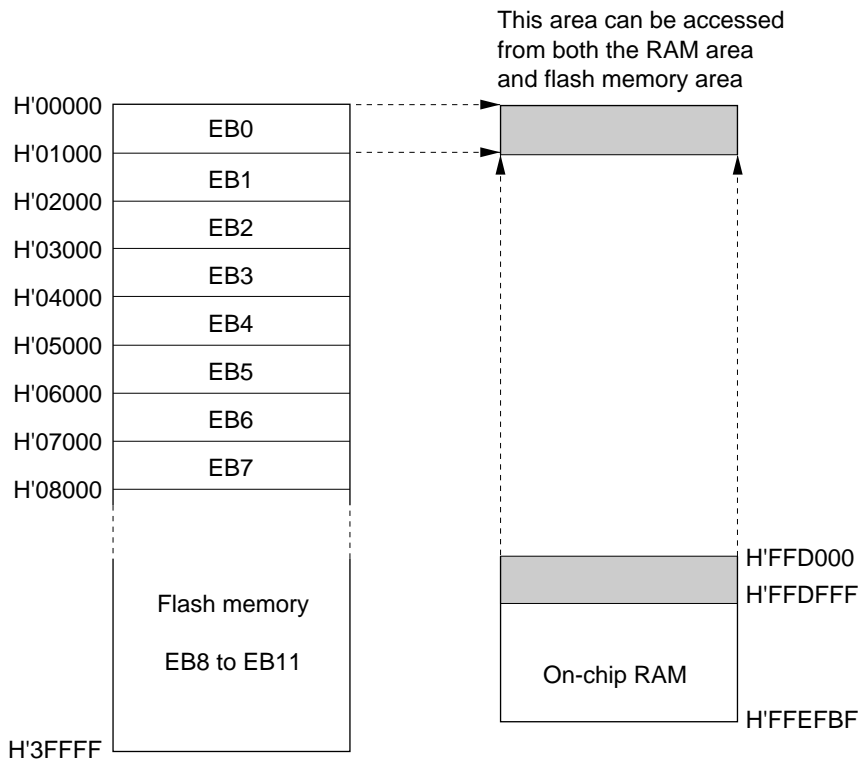 This area can be accessed
from both the RAM area
and flash memory area
H'00000
EB0
H'01000
EB1
H'02000
EB2
H'03000
EB3
H'04000
EB4
H'05000
EB5
H'06000
EB6
H'07000
EB7
H'08000
Flash memory
EB8 to EB11
H'3FFFF
H'FFD000
H'FFDFFF
On-chip RAM
H'FFEFBF